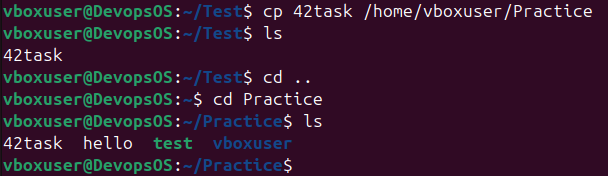 vboxuser@DevopsOS:~/Test$ cp 42task /home/vboxuser/Practice
vboxuser@DevopsOS:~/Test$ ls
42task
vboxuser@DevopsOS:~/Test$ cd ..
vboxuser@DevopsOS:~$ cd Practice
vboxuser@DevopsOS:~/Practice$ ls
42task  hello  test  vboxuser
vboxuser@DevopsOS:~/Practice$